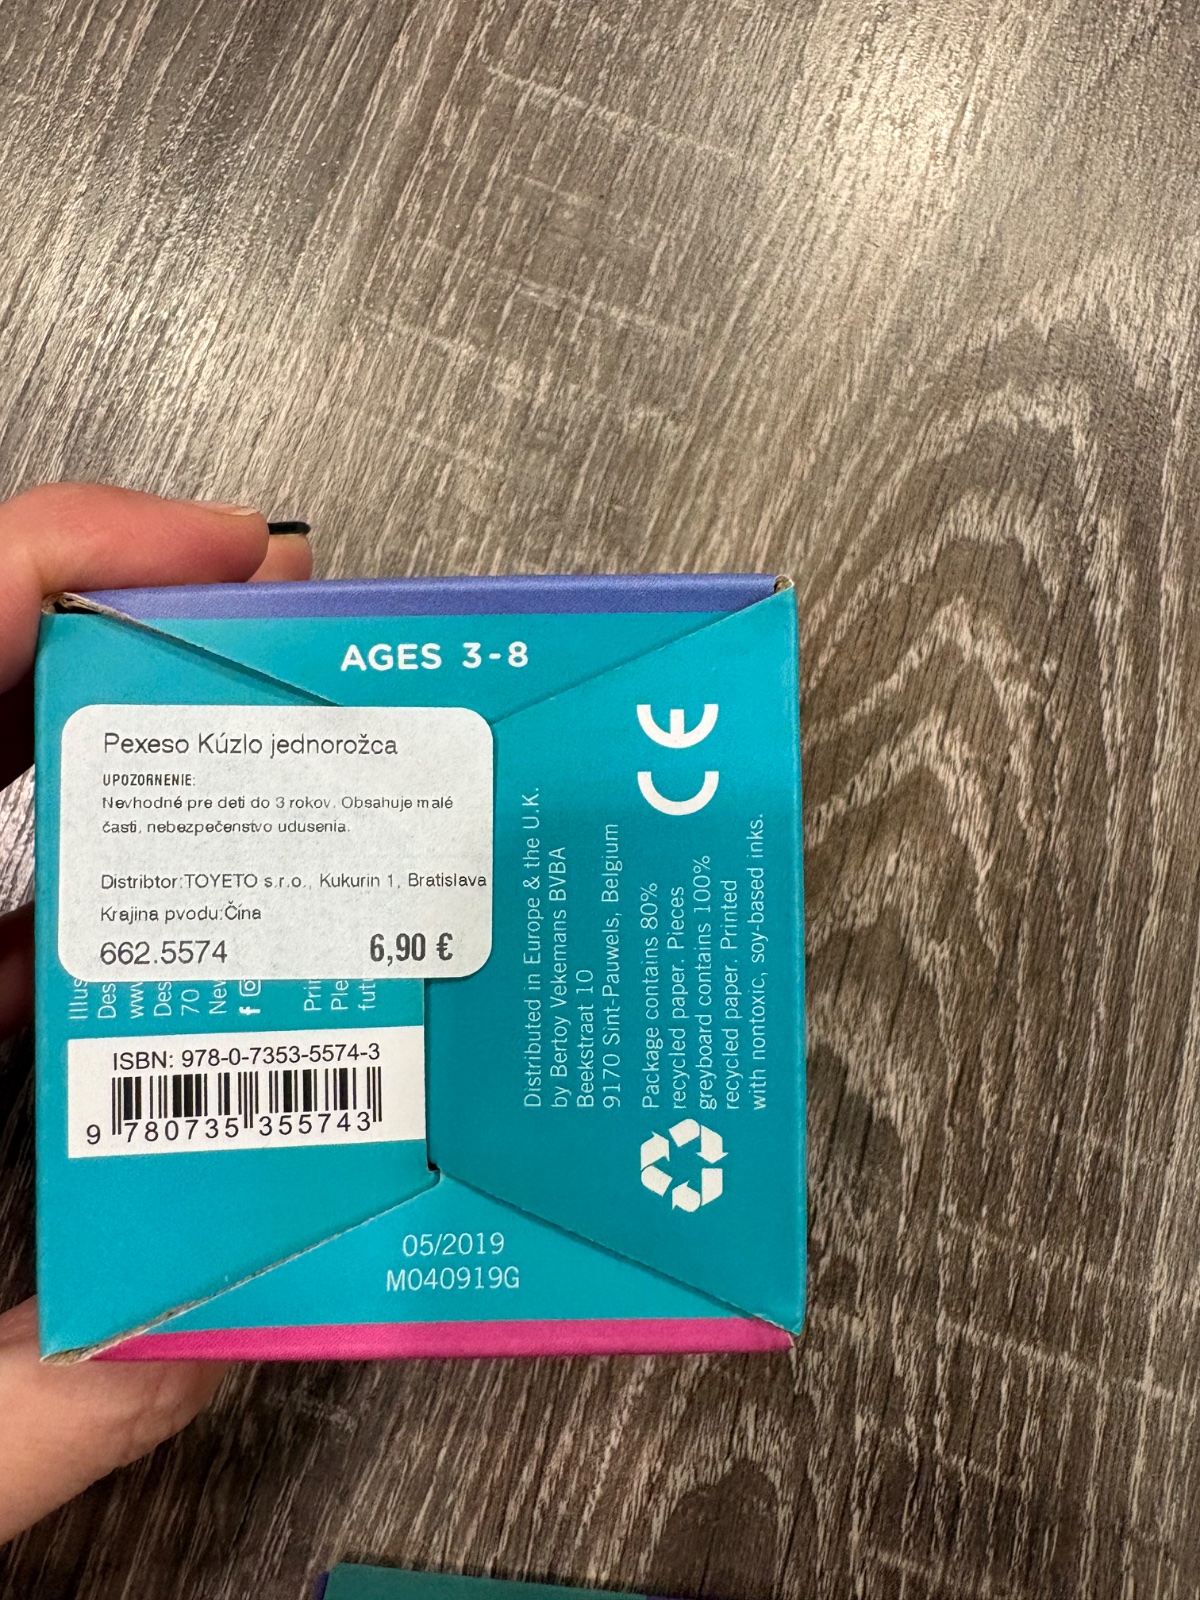 AGES 3-8
Pexeso Kúzlo jednorožca
UPOZORNENIE:
Nevhodné pre deti do 3 rokov. Obsahuje malé
časti, nebezpečenstvo udusenia.
Distribtor:TOYETO s.r.o., Kukurin 1, Bratislava
Krajina pvodu:Čína
662.5574 6,90 €
ISBN: 978-0-7353-5574-3
9 780735 355743
CE
Distributed in Europe & the U.K.
by Bertoy Vekemans BVBA
Beekstraat 10
9170 Sint-Pauwels, Belgium
Package contains 80%
recycled paper. Pieces
greyboard contains 100%
recycled paper. Printed
with nontoxic, soy-based inks.
05/2019
M040919G